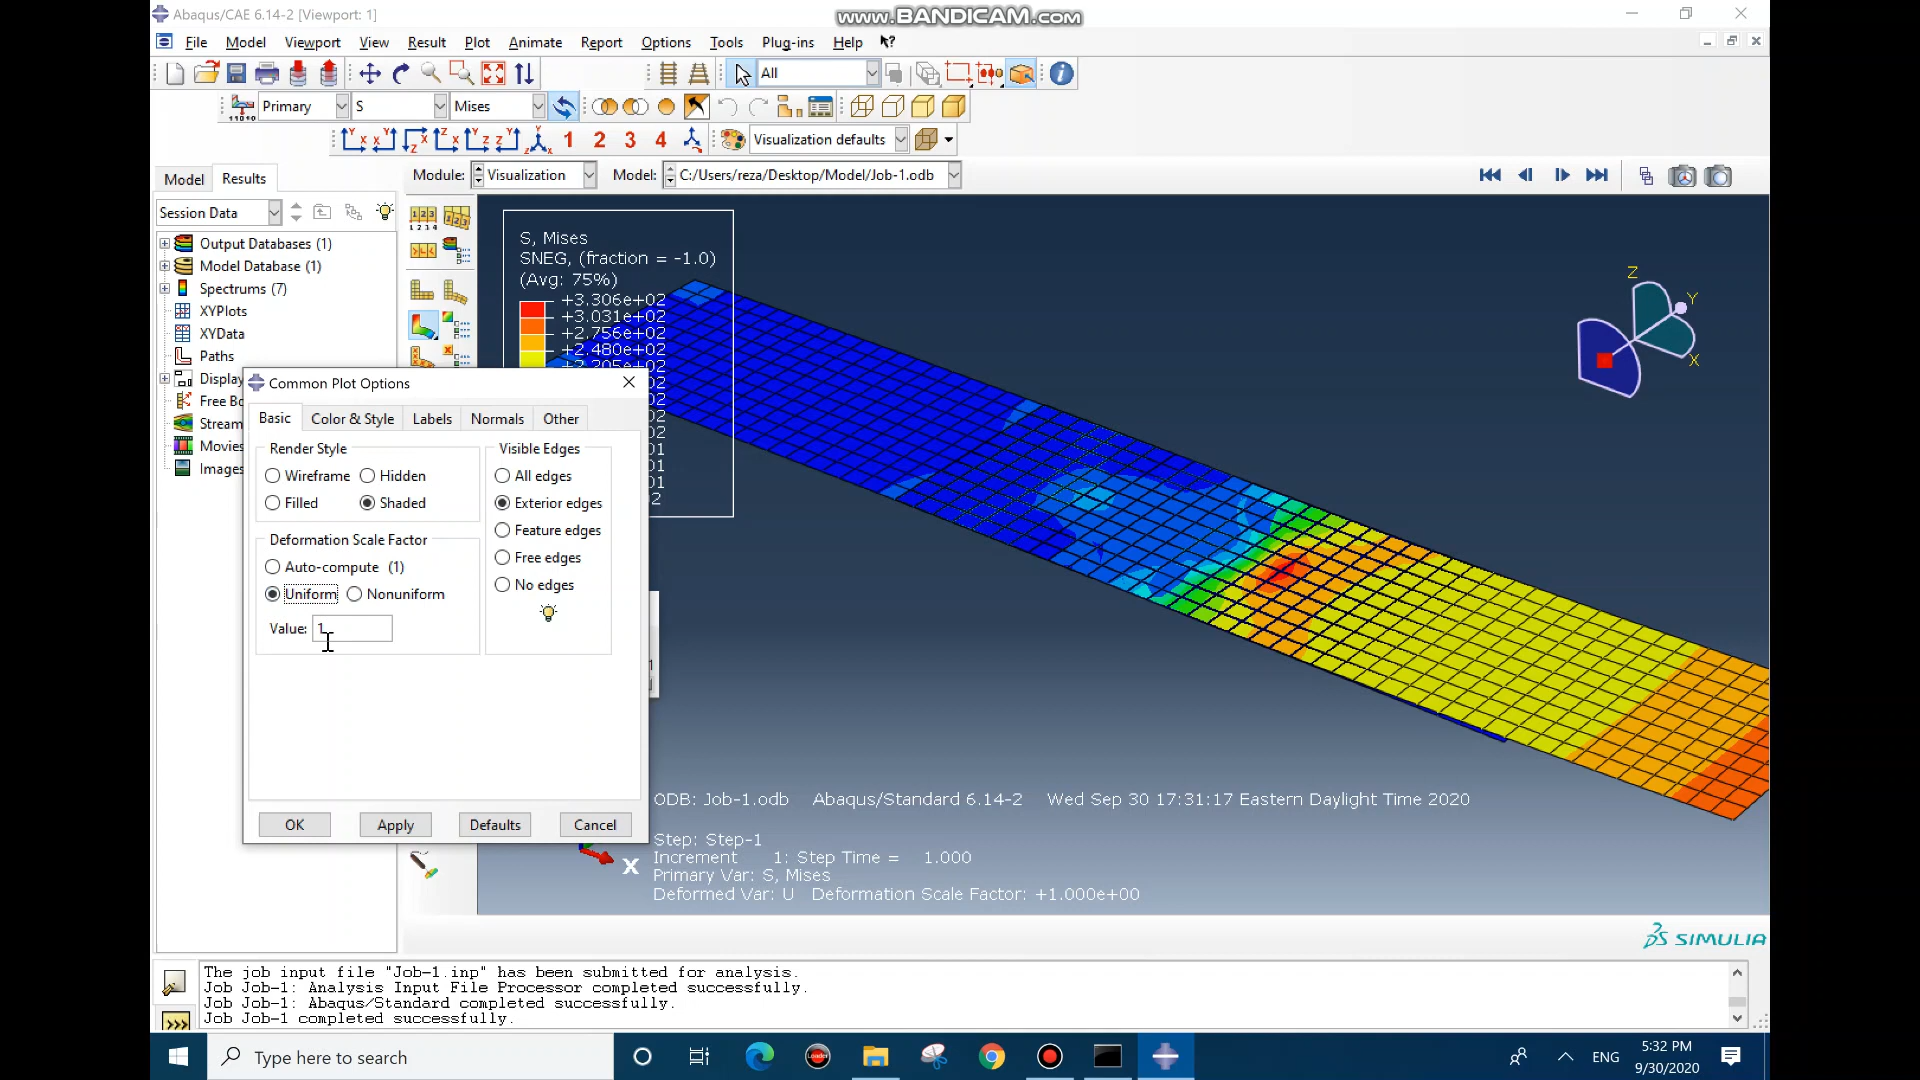 Abaqus/CAE 6.14-2 [Viewport: 1]
www.BANDICAM.com
File Model Viewport View Result Plot Animate Report Options Tools Plug-ins Help
All
Primary S Mises
1 2 3 4 Visualization defaults
Model Results
Module: Visualization Model: C:/Users/reza/Desktop/Model/Job-1.odb
Session Data
Output Databases (1)
Model Database (1)
Spectrums (7)
XYPlots
XYData
Paths
Display
Free Bo
Stream
Movies
Images
S, Mises
SNEG, (fraction = -1.0)
(Avg: 75%)
+3.306e+02
+3.031e+02
+2.756e+02
+2.480e+02
Z
Y
X
Common Plot Options
Basic Color & Style Labels Normals Other
Render Style
Wireframe Hidden
Filled Shaded
Visible Edges
All edges
Exterior edges
Feature edges
Free edges
No edges
Deformation Scale Factor
Auto-compute (1)
Uniform Nonuniform
Value: 1
OK Apply Defaults Cancel
X
ODB: Job-1.odb Abaqus/Standard 6.14-2 Wed Sep 30 17:31:17 Eastern Daylight Time 2020
Step: Step-1
Increment 1: Step Time = 1.000
Primary Var: S, Mises
Deformed Var: U Deformation Scale Factor: +1.000e+00
SIMULIA
The job input file "Job-1.inp" has been submitted for analysis.
Job Job-1: Analysis Input File Processor completed successfully.
Job Job-1: Abaqus/Standard completed successfully.
Job Job-1 completed successfully.
Type here to search
ENG
5:32 PM
9/30/2020